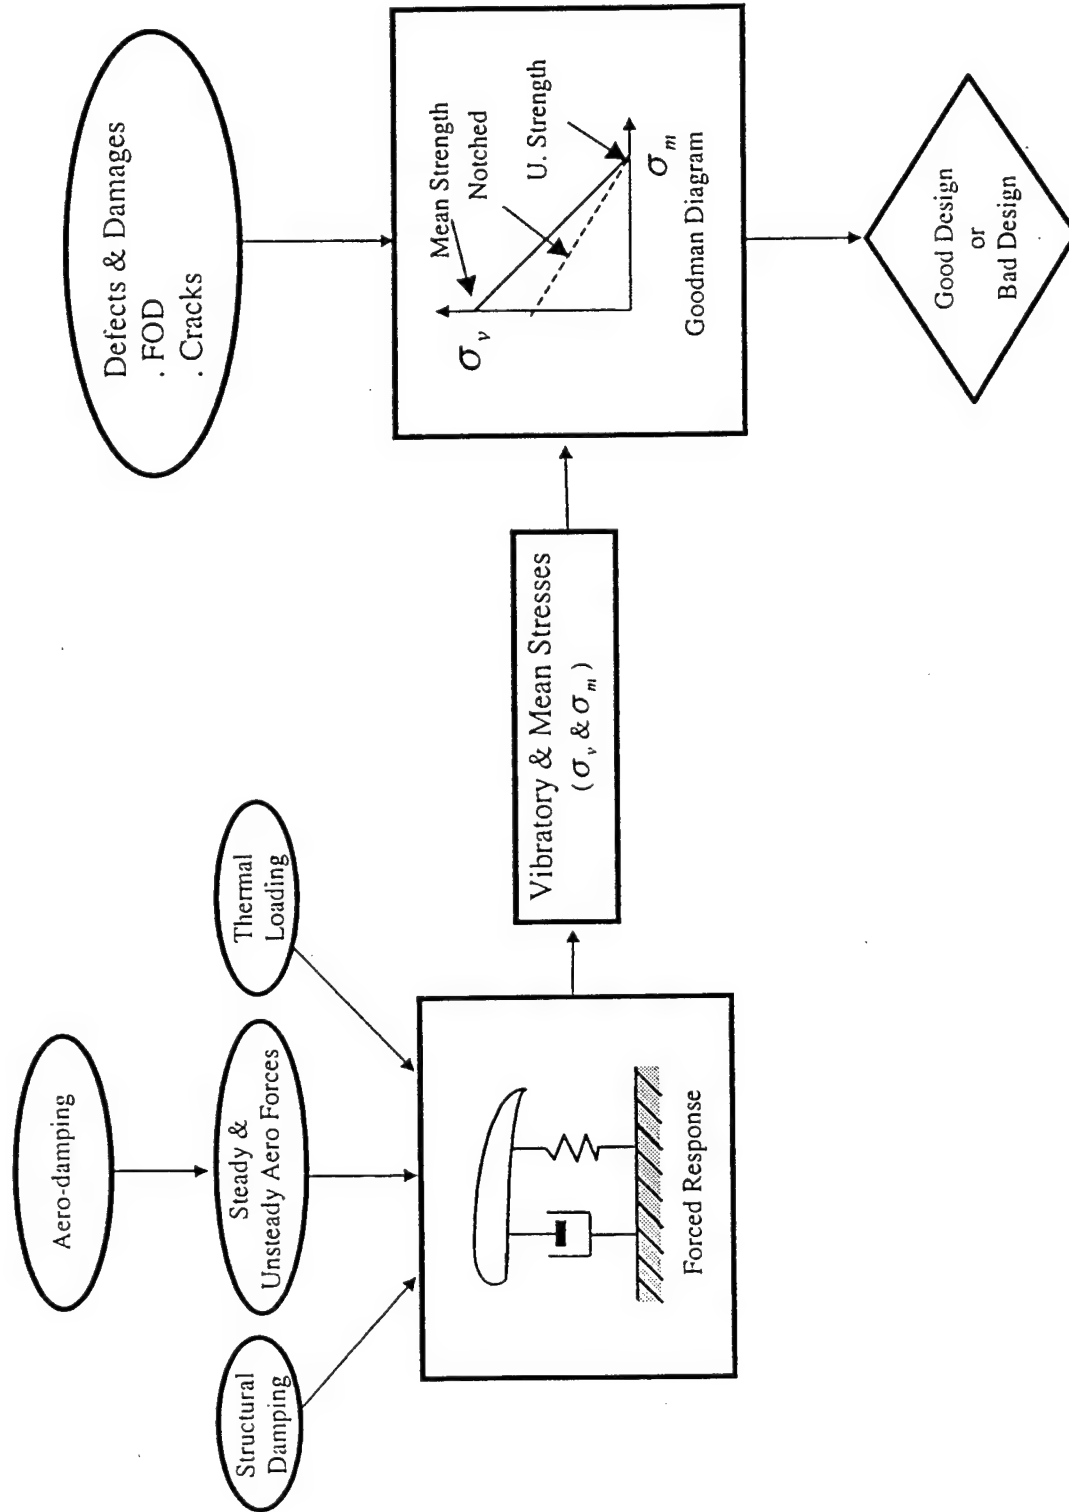 Aero-damping
Structural
Damping
Steady &
Unsteady Aero Forces
Thermal
Loading
Forced Response
Vibratory & Mean Stresses
(σv & σm)
Defects & Damages
. FOD
. Cracks
σv
Mean Strength
Notched
U. Strength
σm
Goodman Diagram
Good Design
or
Bad Design